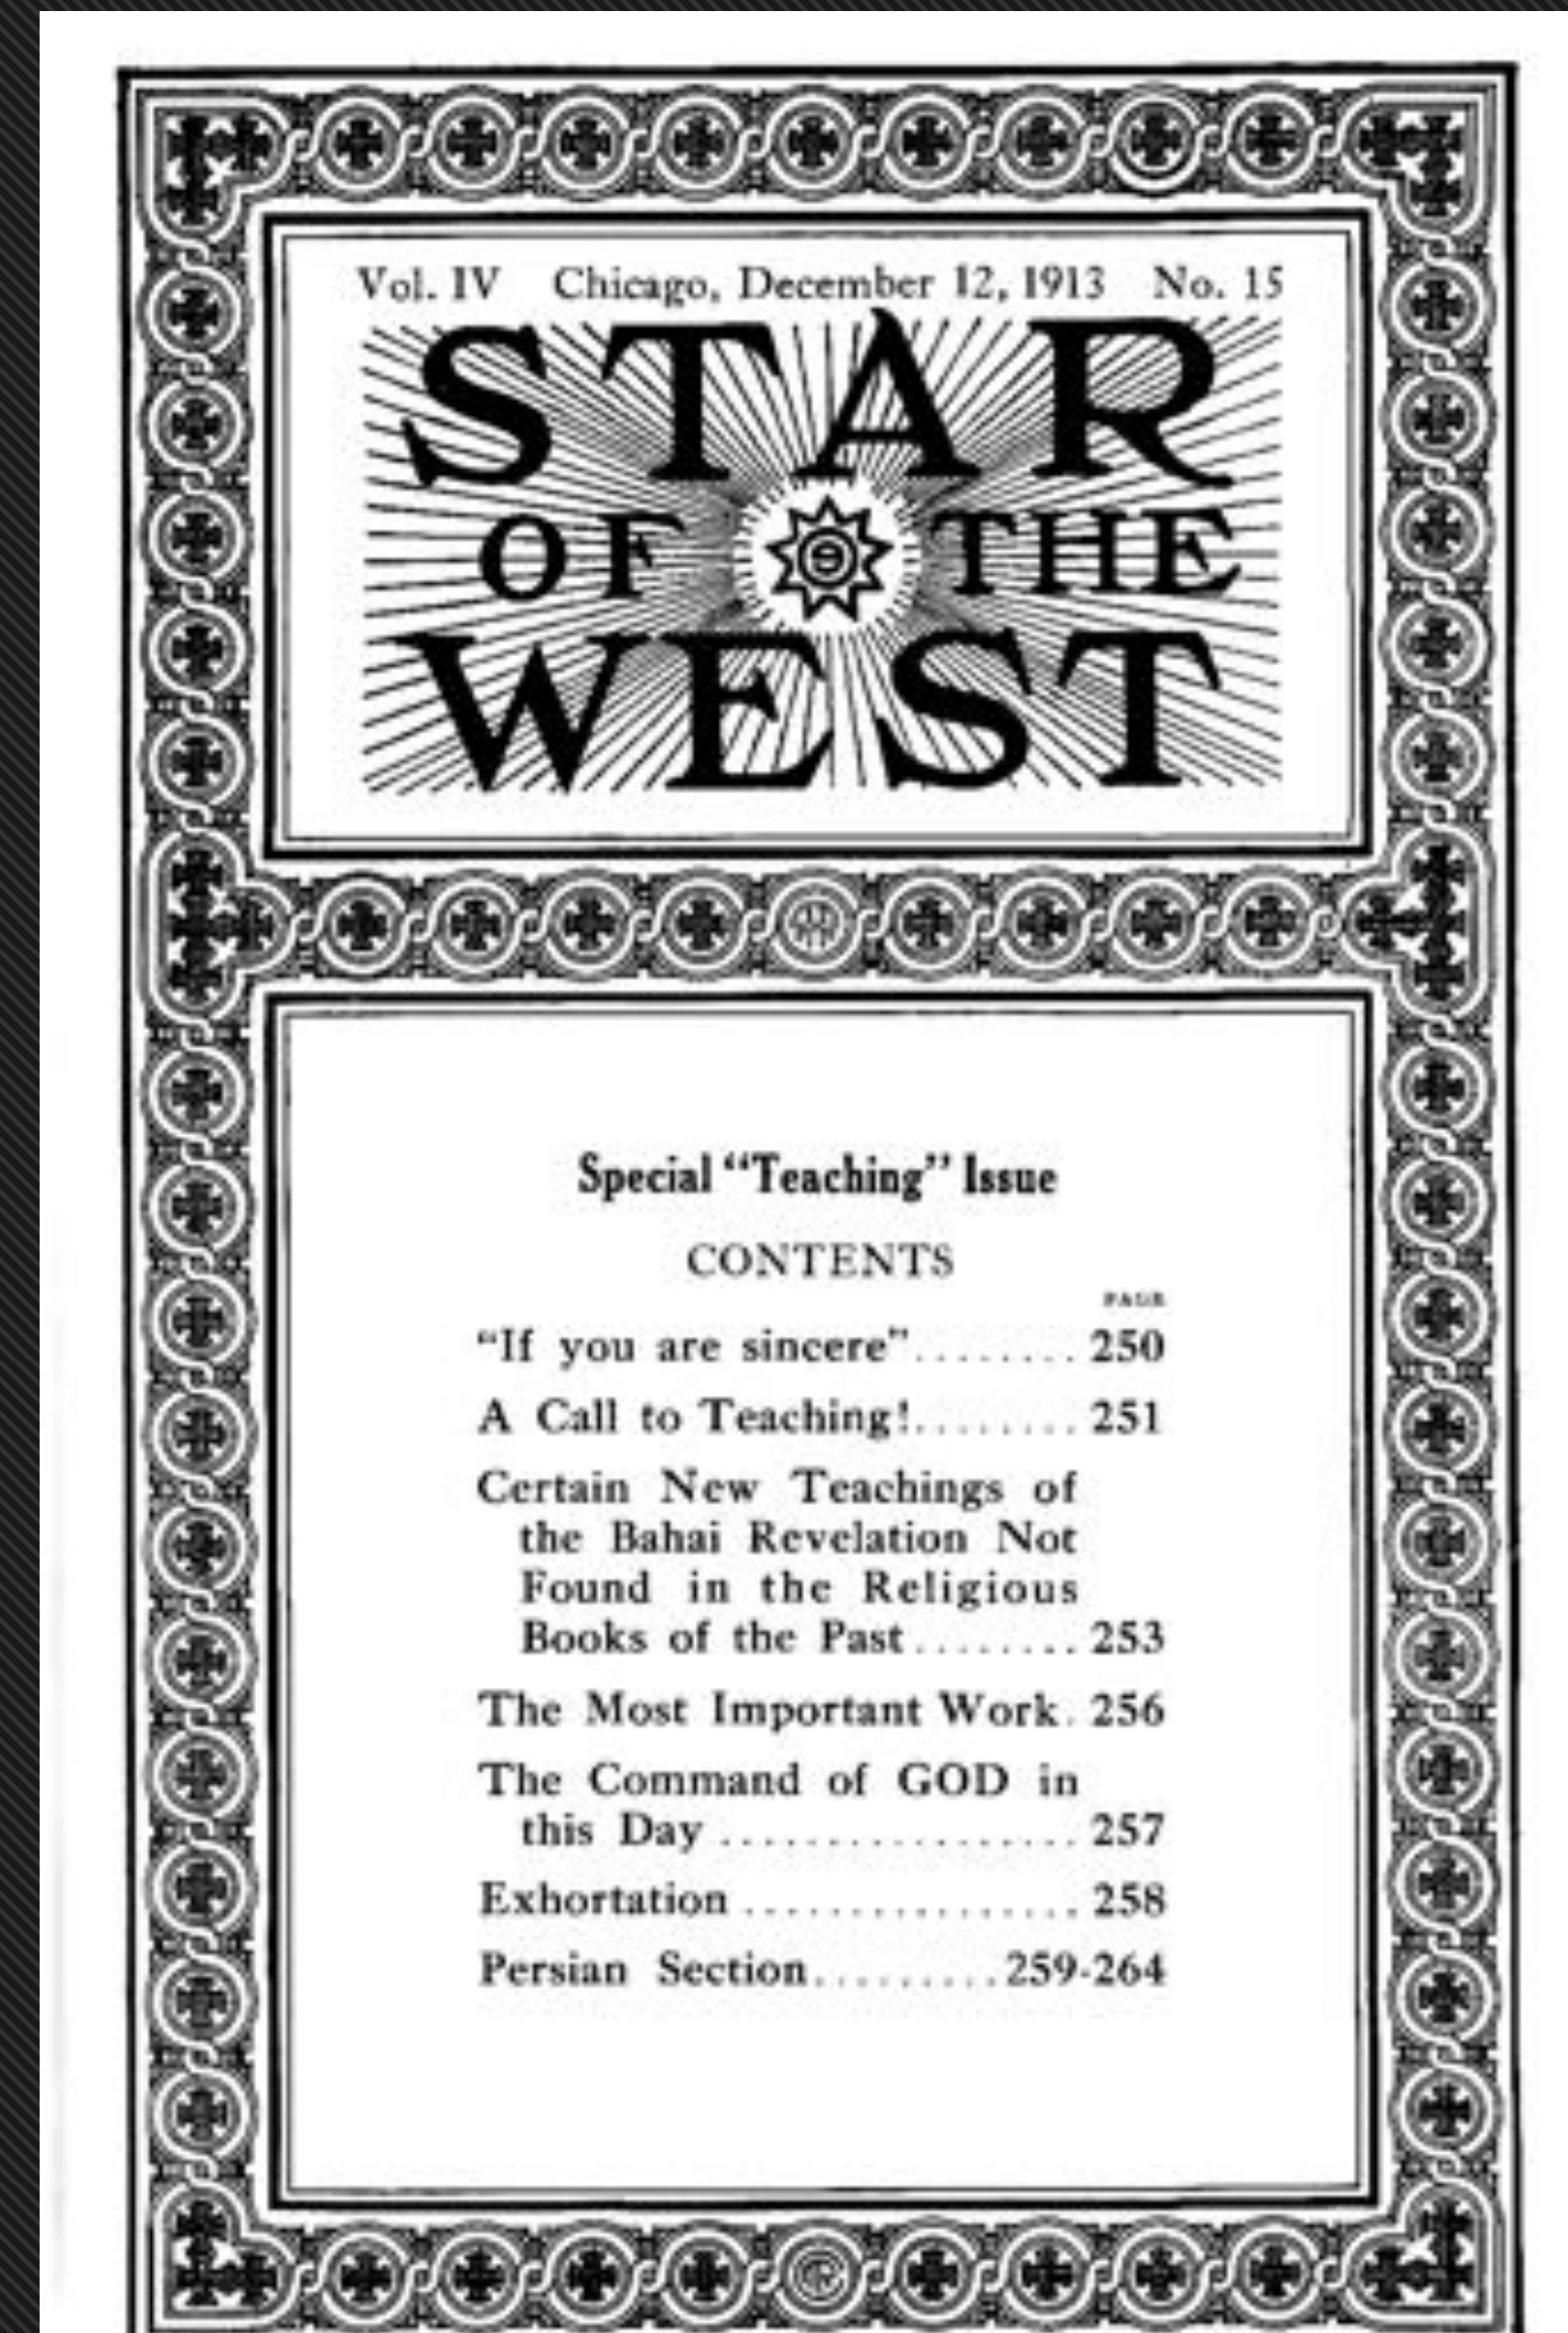 Vol. IV Chicago, December 12, 1913 No. 15
STAR
OF THE
WEST
Special “Teaching” Issue
CONTENTS
PAGE
“If you are sincere”........ 250
A Call to Teaching!........ 251
Certain New Teachings of
the Bahai Revelation Not
Found in the Religious
Books of the Past ........ 253
The Most Important Work. 256
The Command of GOD in
this Day ................. 257
Exhortation ................ 258
Persian Section.........259-264